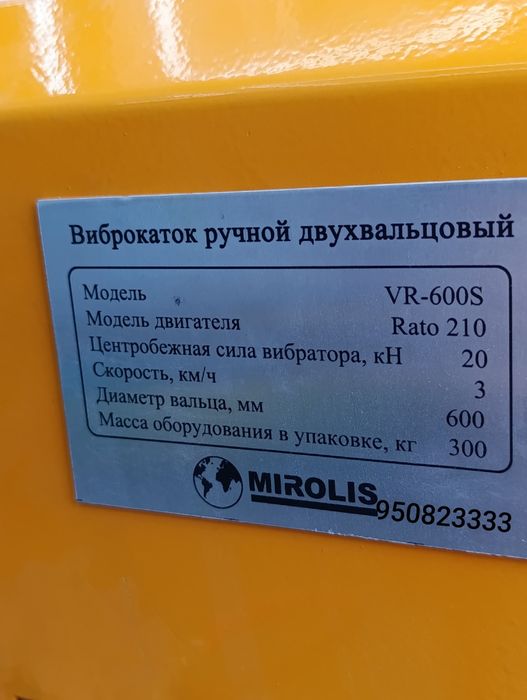 Виброкаток ручной двухвальцовый
Модель VR-600S
Модель двигателя Rato 210
Центробежная сила вибратора, кН 20
Скорость, км/ч 3
Диаметр вальца, мм 600
Масса оборудования в упаковке, кг 300
MIROLIS
950823333